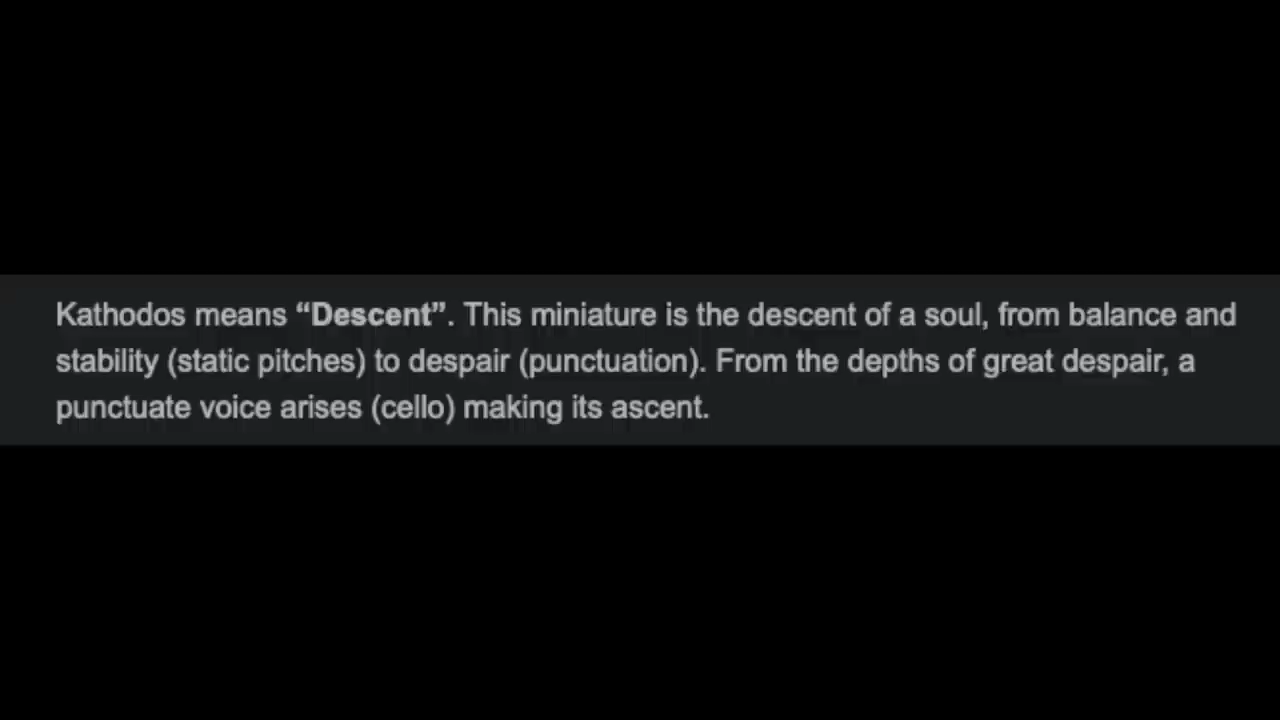 Kathodos means “Descent”. This miniature is the descent of a soul, from balance and
stability (static pitches) to despair (punctuation). From the depths of great despair, a
punctuate voice arises (cello) making its ascent.